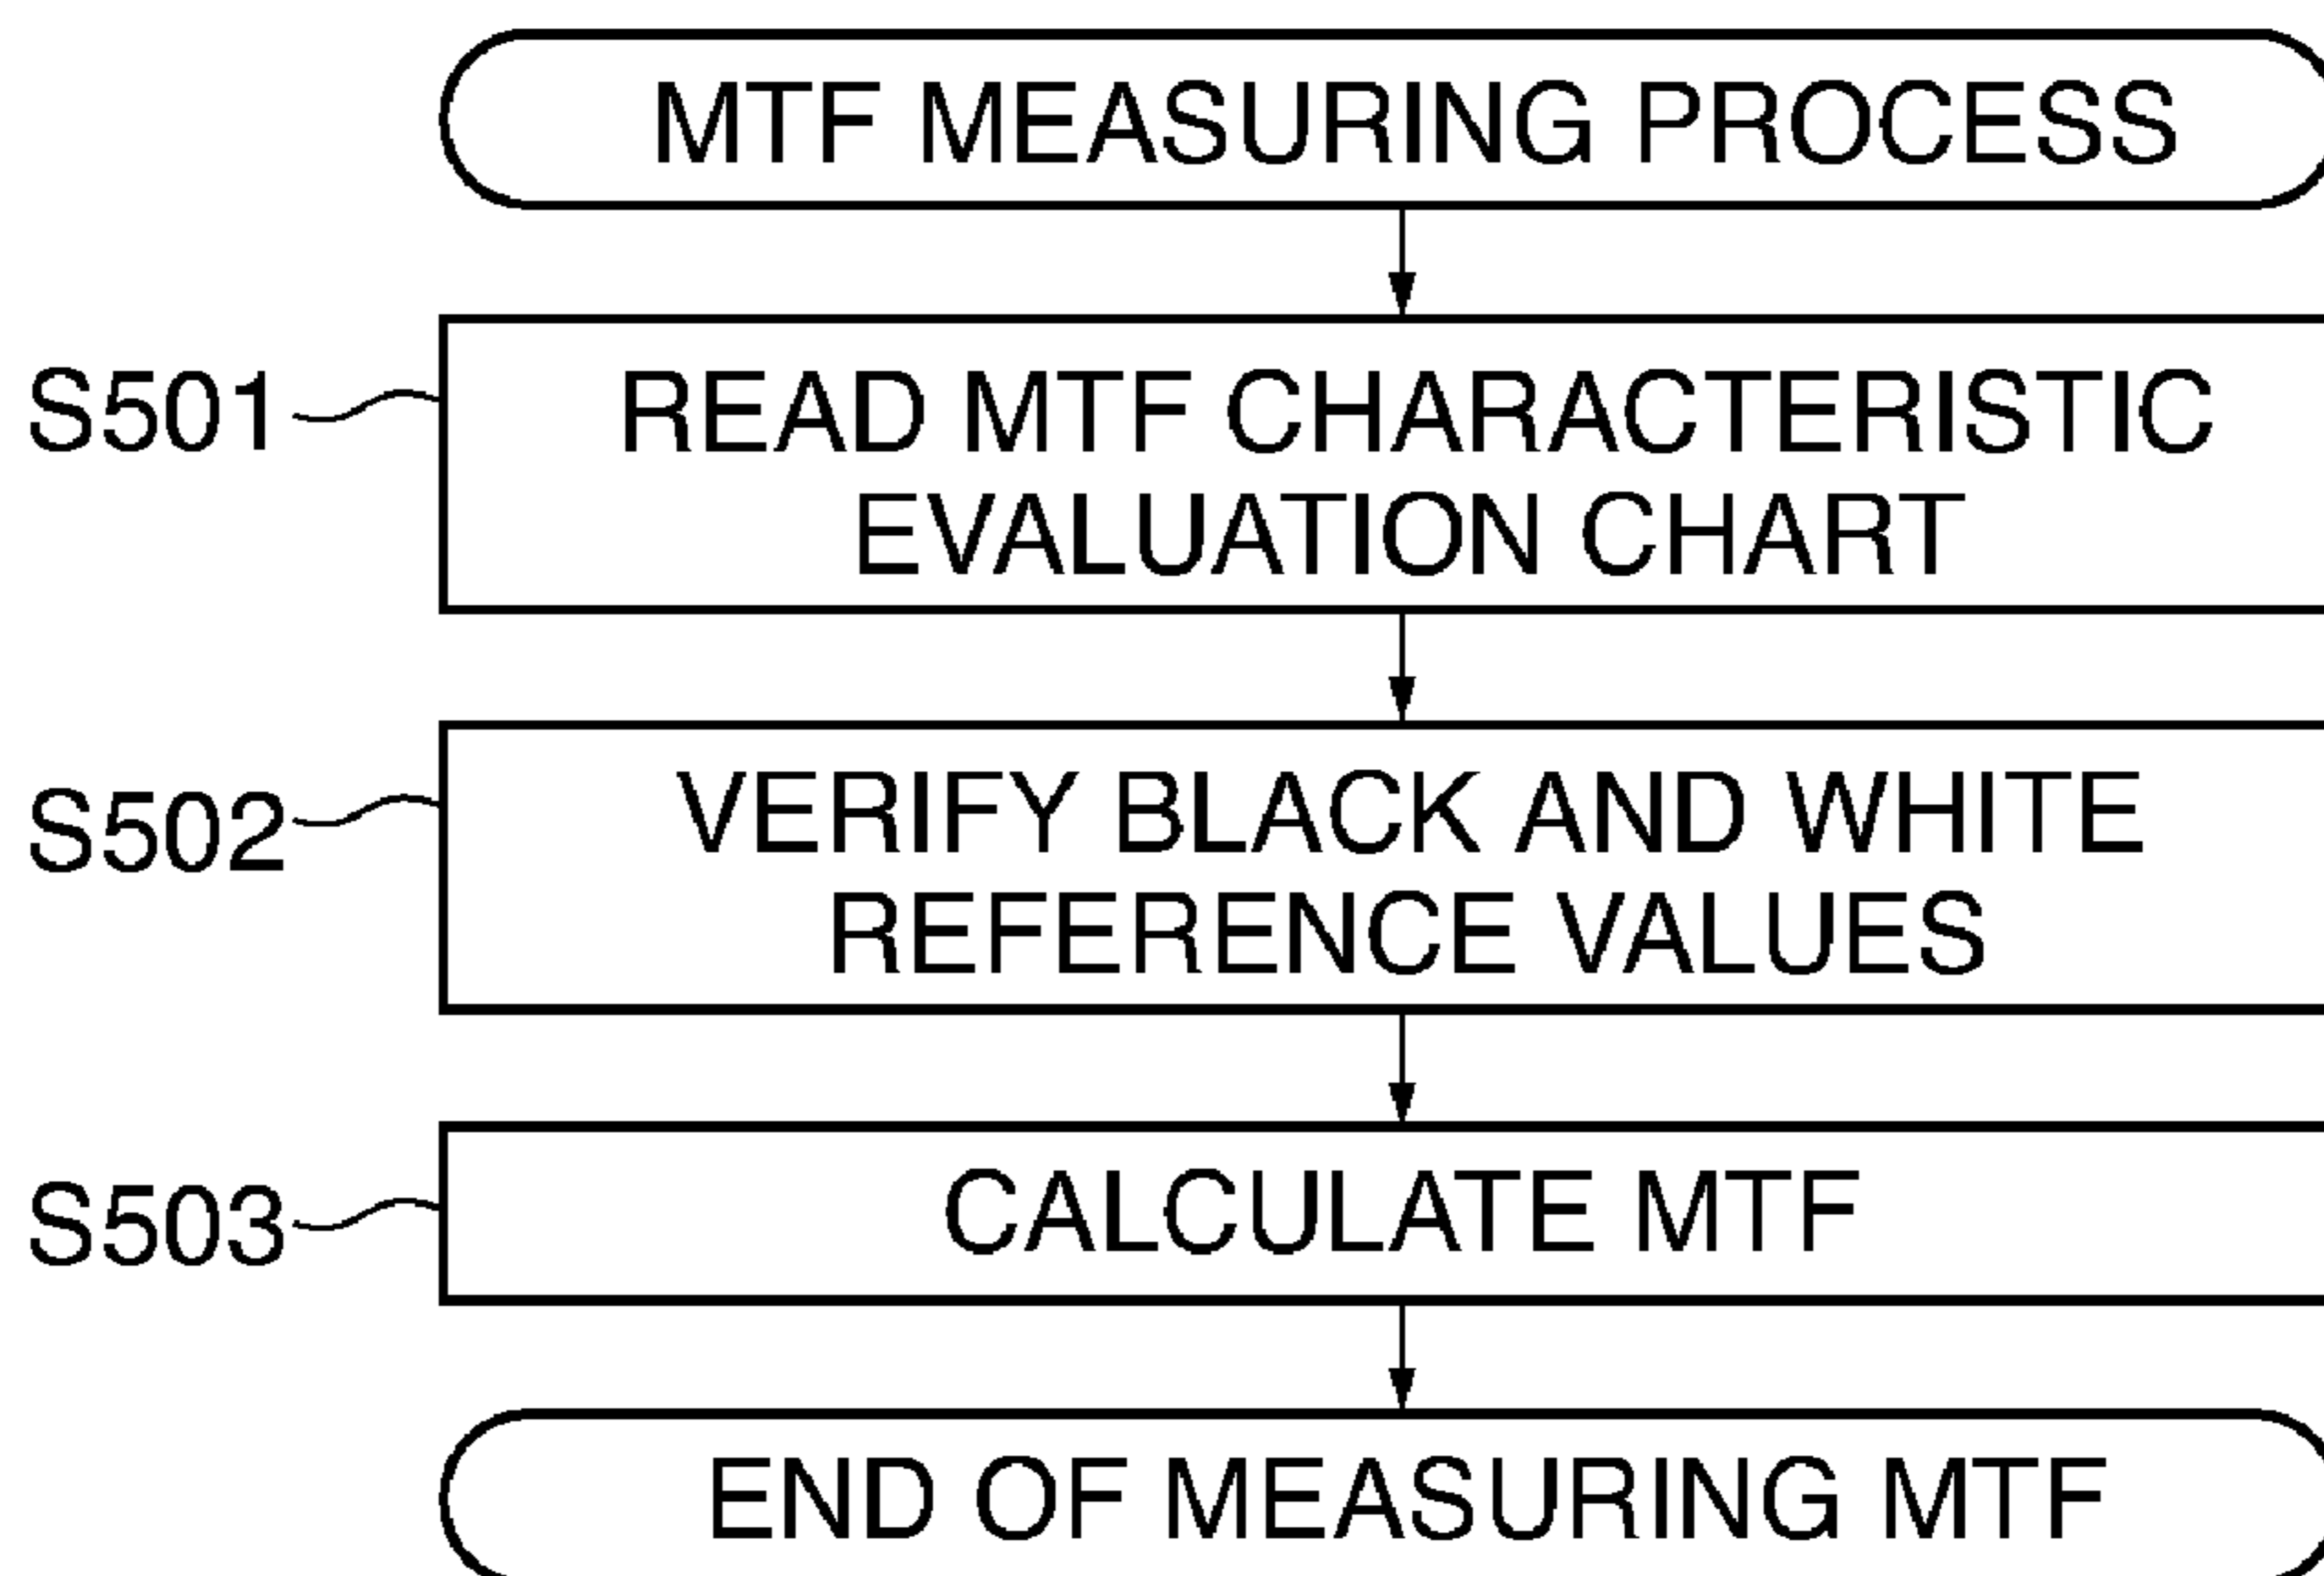 MTF MEASURING PROCESS
S501
READ MTF CHARACTERISTIC
EVALUATION CHART
S502
VERIFY BLACK AND WHITE
REFERENCE VALUES
S503
CALCULATE MTF
END OF MEASURING MTF